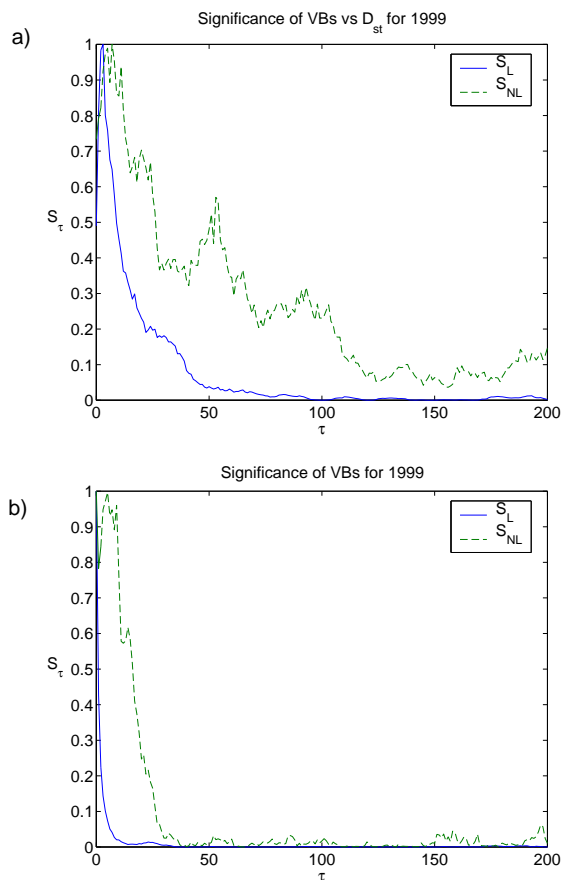 a)
Significance of VBs vs D_st for 1999
S_L
S_NL
1
0.9
0.8
0.7
0.6
0.5
0.4
0.3
0.2
0.1
0
S_τ
0 50 100 150 200
τ
b)
Significance of VBs for 1999
S_L
S_NL
1
0.9
0.8
0.7
0.6
0.5
0.4
0.3
0.2
0.1
0
S_τ
0 50 100 150 200
τ